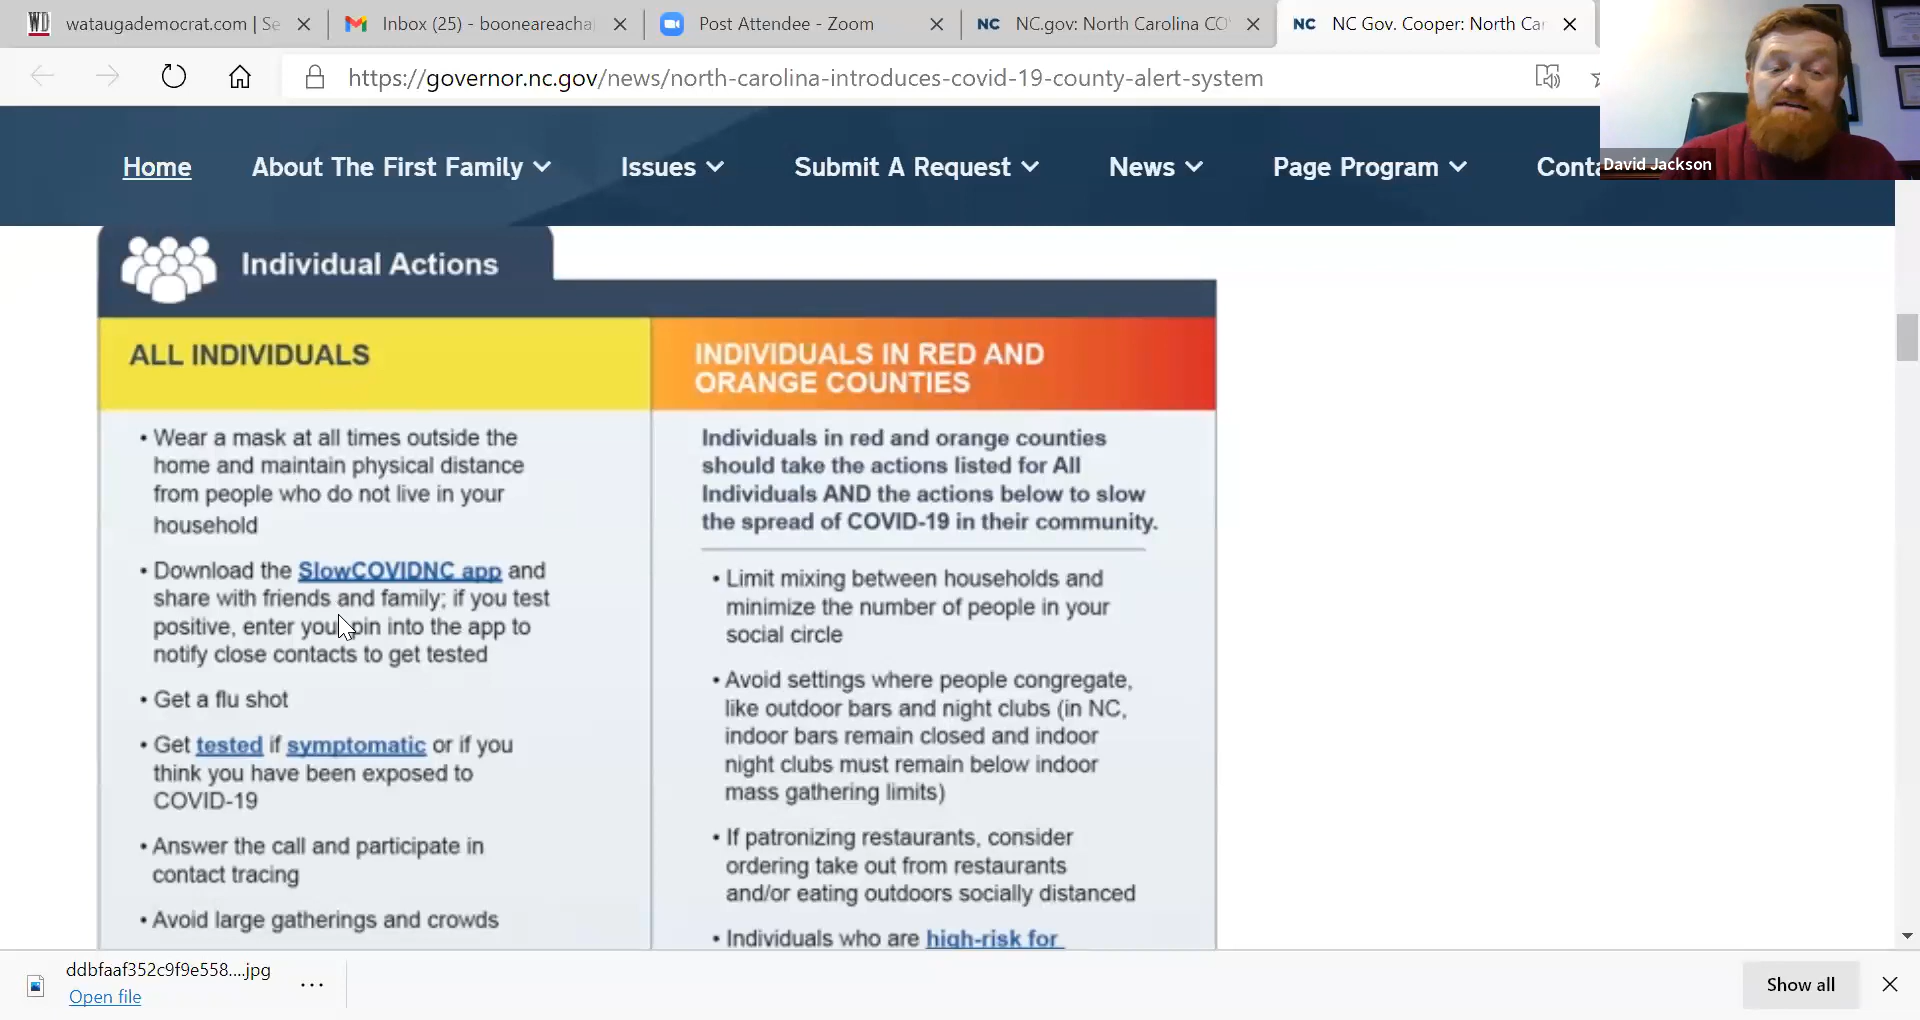 WD wataugademocrat.com | Se
Inbox (25) - booneareacha
Post Attendee - Zoom
NC NC.gov: North Carolina CO
NC NC Gov. Cooper: North Car
https://governor.nc.gov/news/north-carolina-introduces-covid-19-county-alert-system
David Jackson
Home
About The First Family
Issues
Submit A Request
News
Page Program
Conta
Individual Actions
ALL INDIVIDUALS
• Wear a mask at all times outside the
home and maintain physical distance
from people who do not live in your
household
• Download the SlowCOVIDNC app and
share with friends and family; if you test
positive, enter your pin into the app to
notify close contacts to get tested
• Get a flu shot
• Get tested if symptomatic or if you
think you have been exposed to
COVID-19
• Answer the call and participate in
contact tracing
• Avoid large gatherings and crowds
INDIVIDUALS IN RED AND
ORANGE COUNTIES
Individuals in red and orange counties
should take the actions listed for All
Individuals AND the actions below to slow
the spread of COVID-19 in their community.
• Limit mixing between households and
minimize the number of people in your
social circle
• Avoid settings where people congregate,
like outdoor bars and night clubs (in NC,
indoor bars remain closed and indoor
night clubs must remain below indoor
mass gathering limits)
• If patronizing restaurants, consider
ordering take out from restaurants
and/or eating outdoors socially distanced
• Individuals who are high-risk for
ddbfaaf352c9f9e558....jpg
Open file
Show all